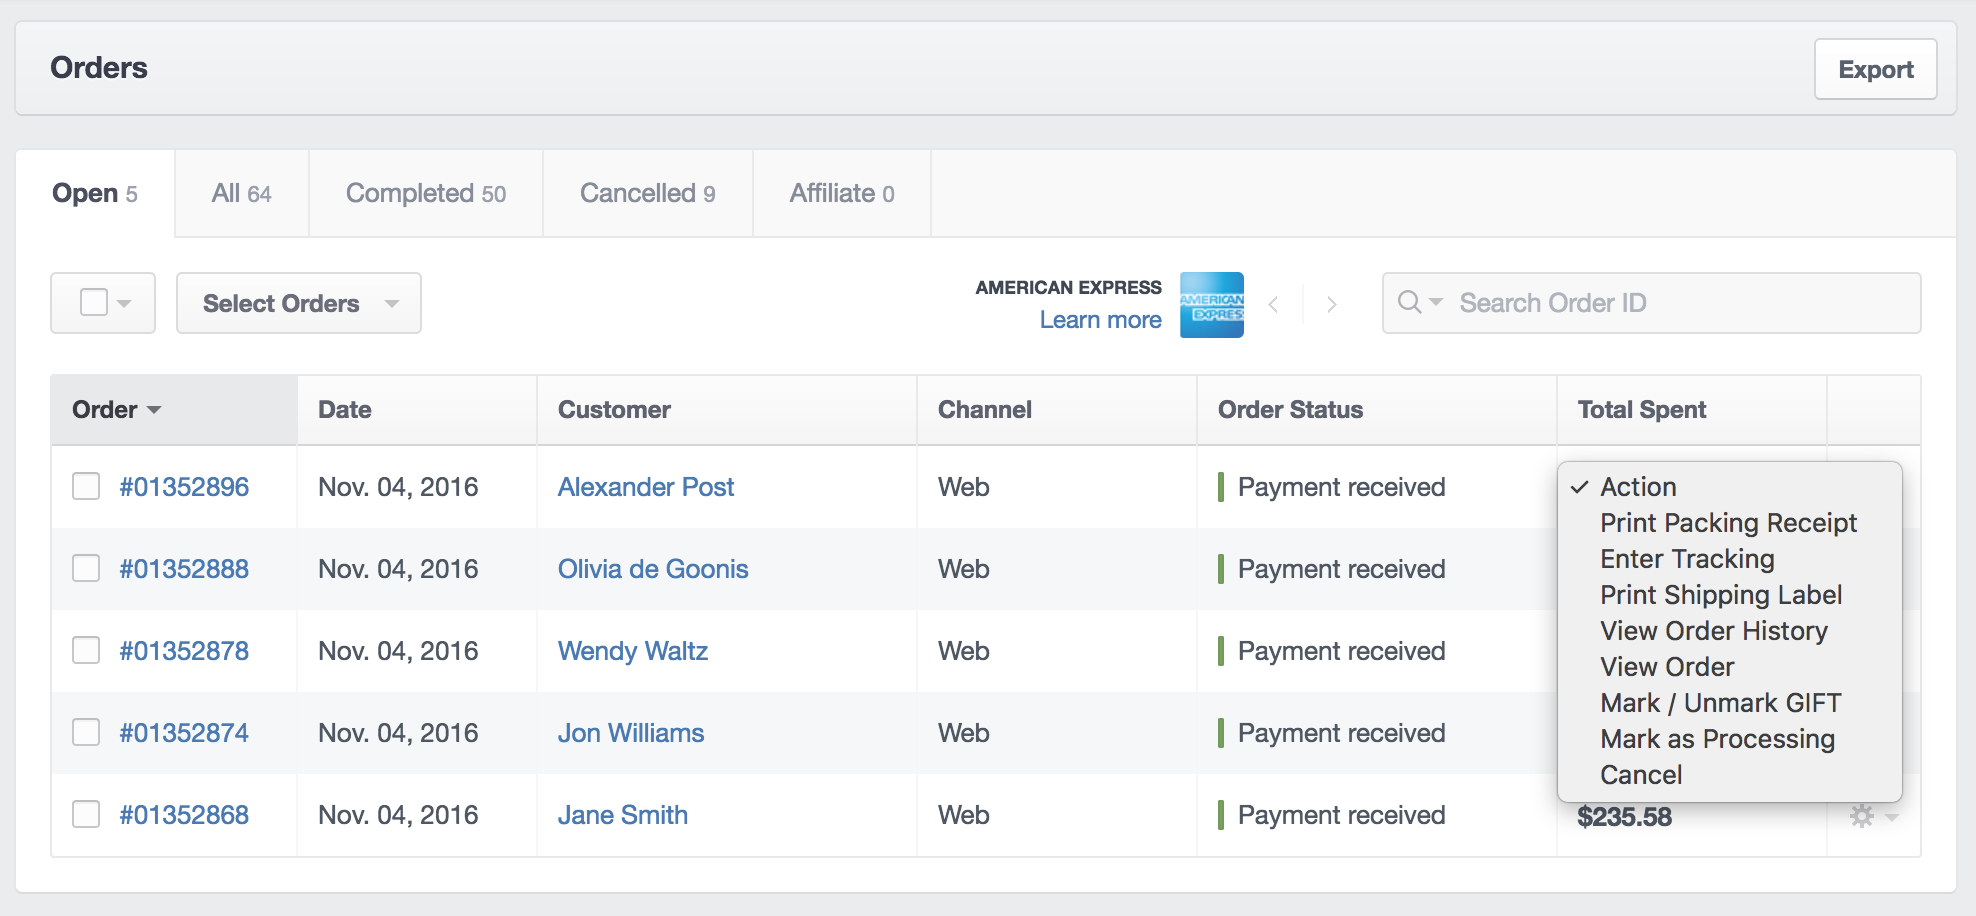 Orders
Export
Open 5
All 64
Completed 50
Cancelled 9
Affiliate 0
Select Orders
AMERICAN EXPRESS
Learn more
AMERICAN
EXPRESS
Search Order ID
Order Date Customer Channel Order Status Total Spent
#01352896 Nov. 04, 2016 Alexander Post Web Payment received
#01352888 Nov. 04, 2016 Olivia de Goonis Web Payment received
#01352878 Nov. 04, 2016 Wendy Waltz Web Payment received
#01352874 Nov. 04, 2016 Jon Williams Web Payment received
#01352868 Nov. 04, 2016 Jane Smith Web Payment received $235.58
✓ Action
Print Packing Receipt
Enter Tracking
Print Shipping Label
View Order History
View Order
Mark / Unmark GIFT
Mark as Processing
Cancel